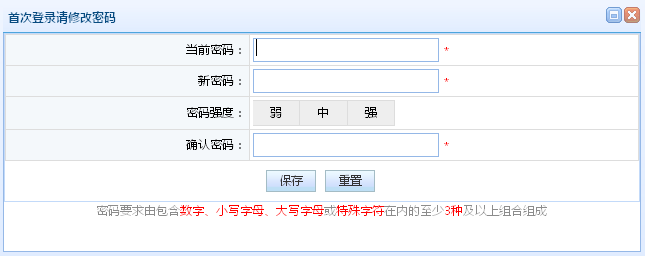 首次登录请修改密码
当前密码： *
新密码： *
密码强度： 弱 中 强
确认密码： *
保存 重置
密码要求由包含数字、小写字母、大写字母或特殊字符在内的至少3种及以上组合组成